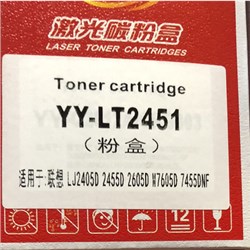 激光碳粉盒
LASER TONER CARTRIDGES
Toner cartridge
YY-LT2451
（粉盒）
适用于:联想 LJ2405D 2455D 2605D M7605D 7455DNF
12